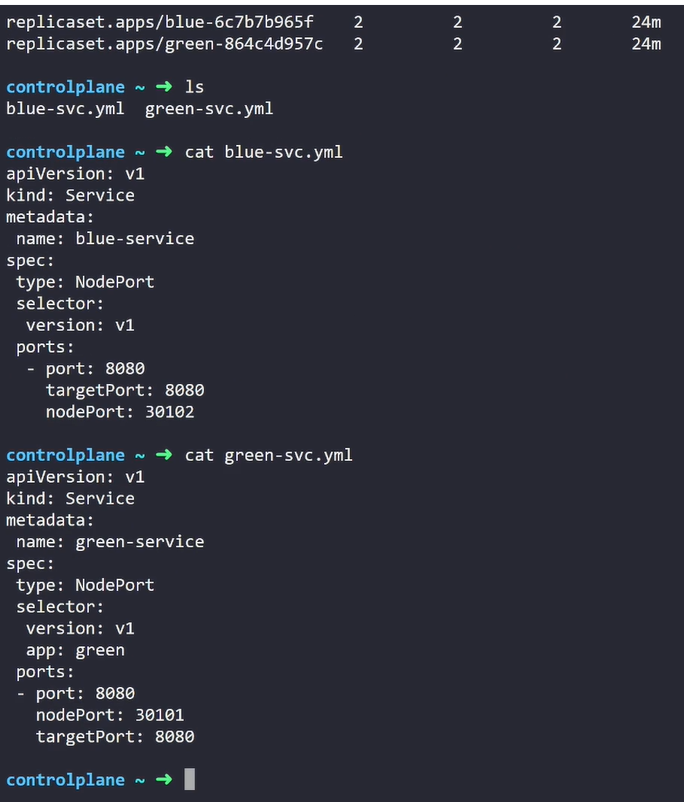 replicaset.apps/blue-6c7b7b965f    2         2         2       24m
replicaset.apps/green-864c4d957c   2         2         2       24m

controlplane ~ ➜ ls
blue-svc.yml  green-svc.yml

controlplane ~ ➜ cat blue-svc.yml
apiVersion: v1
kind: Service
metadata:
 name: blue-service
spec:
 type: NodePort
 selector:
  version: v1
 ports:
  - port: 8080
    targetPort: 8080
    nodePort: 30102

controlplane ~ ➜ cat green-svc.yml
apiVersion: v1
kind: Service
metadata:
 name: green-service
spec:
 type: NodePort
 selector:
  version: v1
  app: green
 ports:
 - port: 8080
   nodePort: 30101
   targetPort: 8080

controlplane ~ ➜